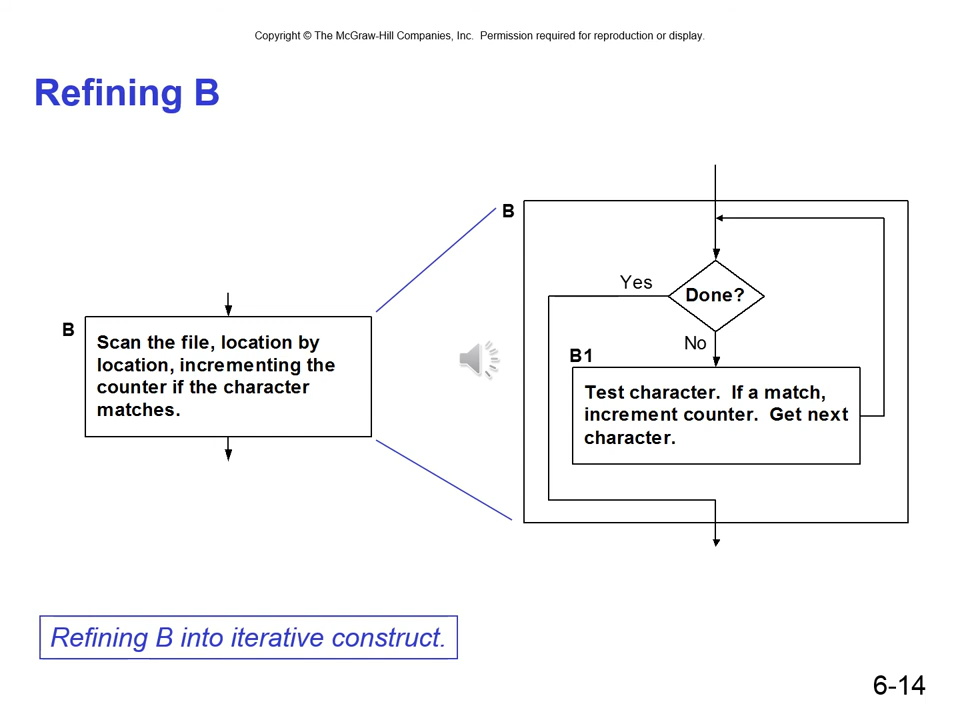 Copyright © The McGraw-Hill Companies, Inc.  Permission required for reproduction or display.
Refining B
B
Scan the file, location by
location, incrementing the
counter if the character
matches.
B
Done?
Yes
No
B1
Test character.  If a match,
increment counter.  Get next
character.
Refining B into iterative construct.
6-14